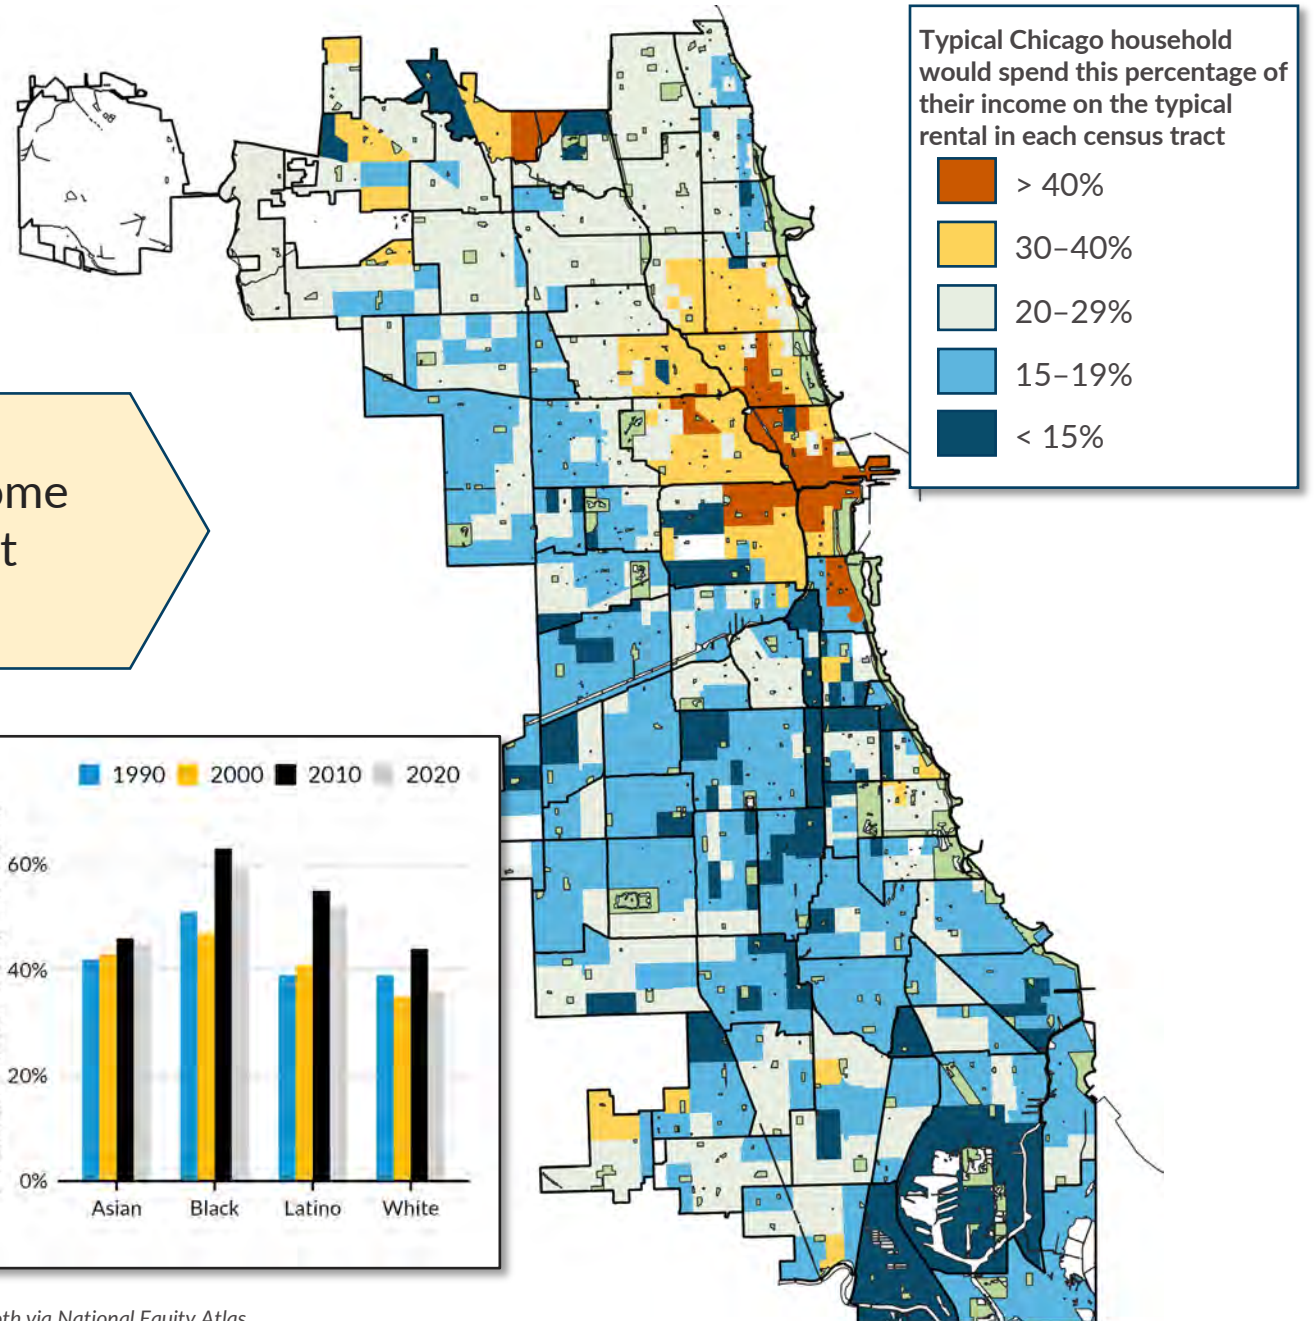 Typical Chicago household
would spend this percentage of
their income on the typical
rental in each census tract
> 40%
30–40%
20–29%
15–19%
< 15%
ome
t
1990 2000 2010 2020
60%
40%
20%
0%
Asian Black Latino White
oth via National Equity Atlas